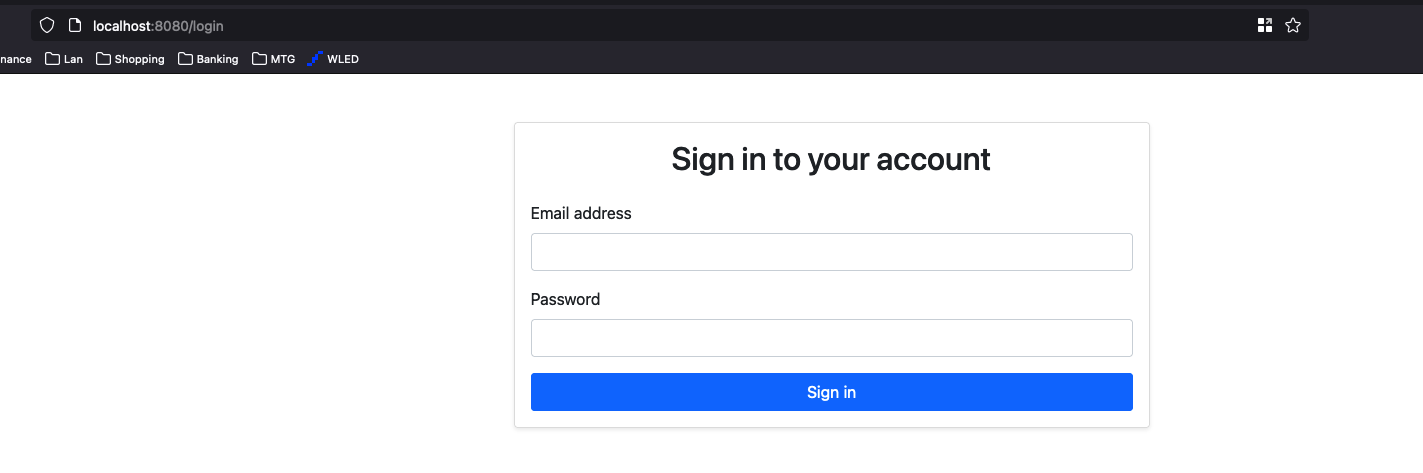 localhost:8080/login
nance Lan Shopping Banking MTG WLED
Sign in to your account
Email address
Password
Sign in